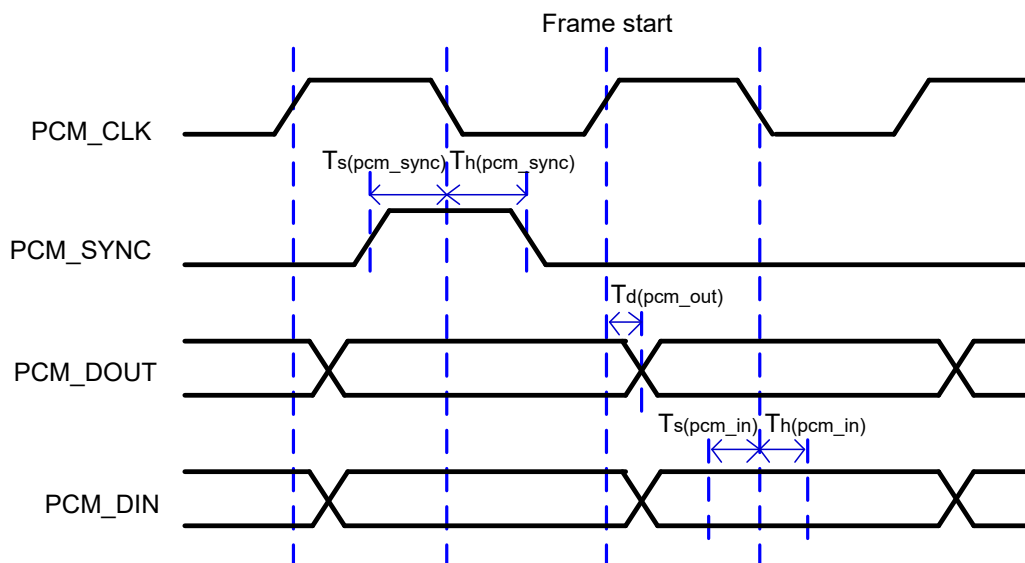 Frame start
PCM_CLK
Ts(pcm_sync) Th(pcm_sync)
PCM_SYNC
Td(pcm_out)
PCM_DOUT
Ts(pcm_in) Th(pcm_in)
PCM_DIN